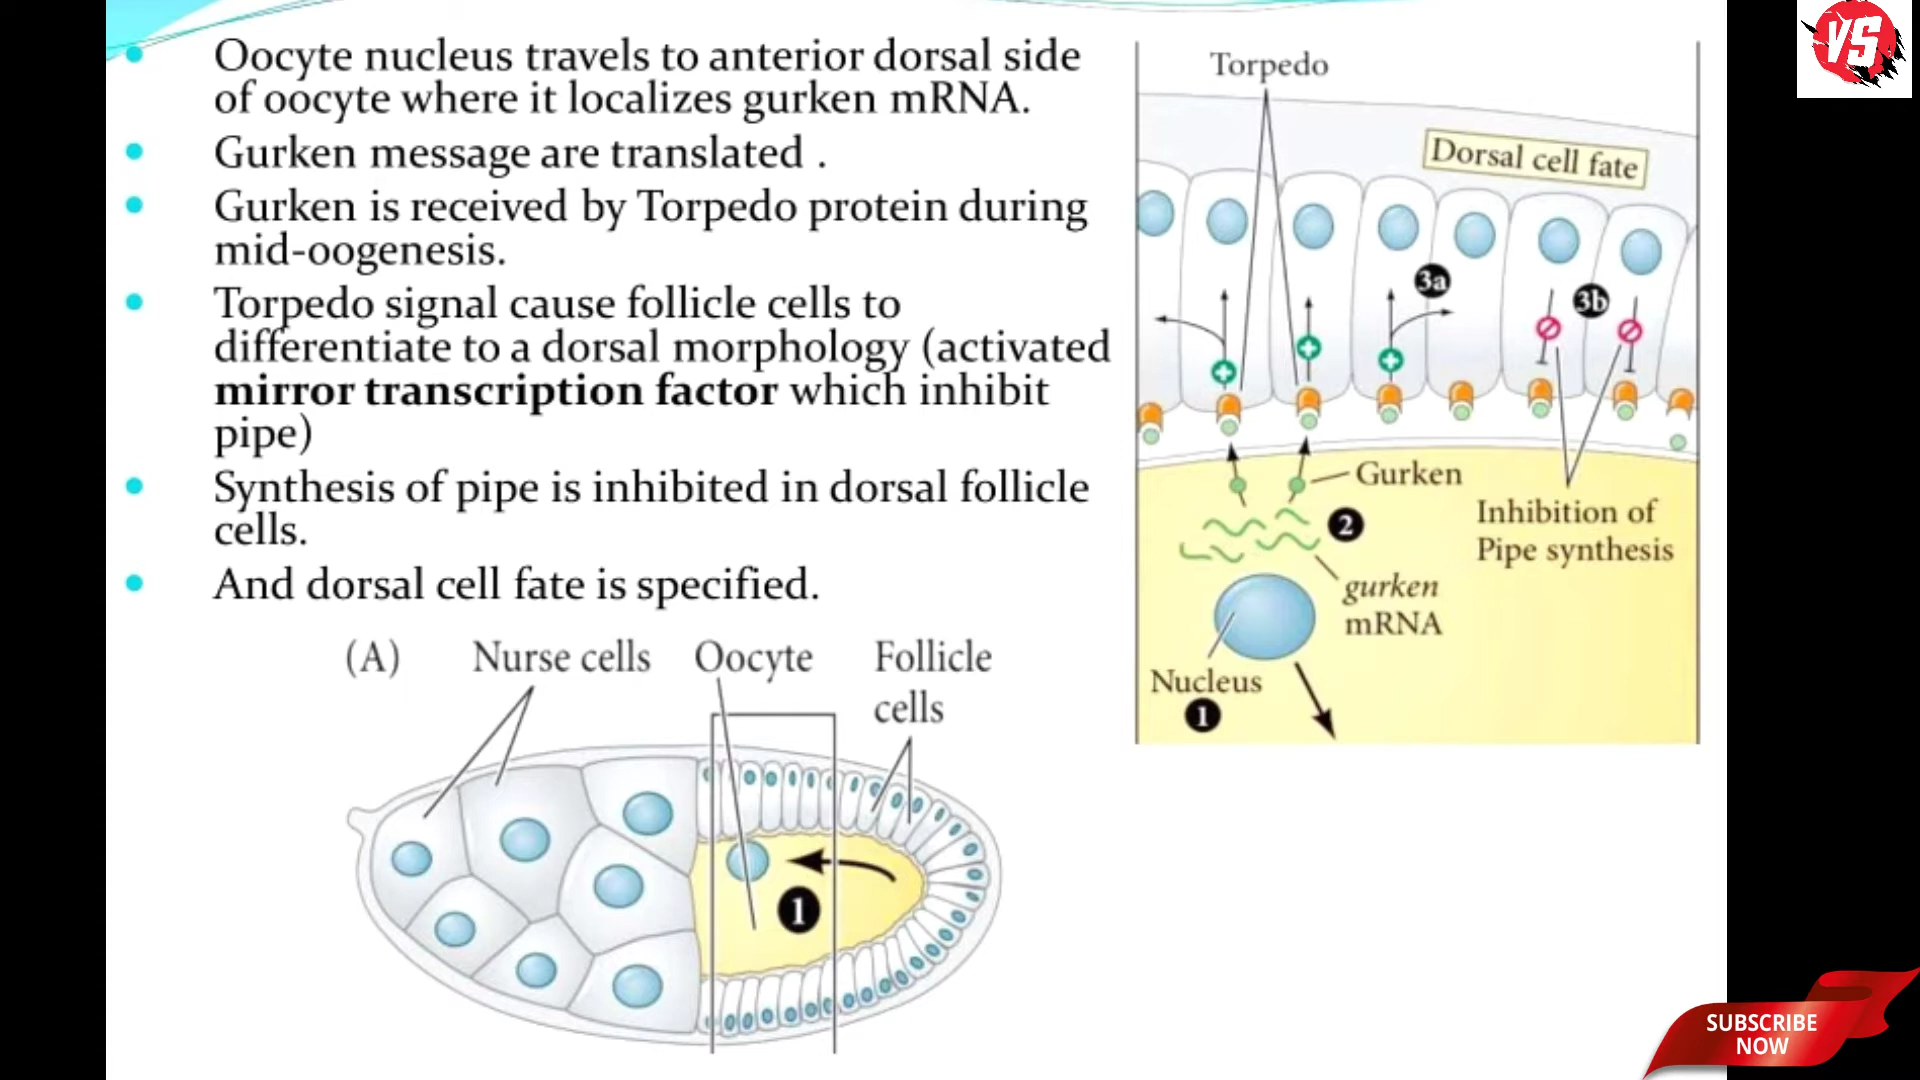 Oocyte nucleus travels to anterior dorsal side
of oocyte where it localizes gurken mRNA.
Gurken message are translated .
Gurken is received by Torpedo protein during
mid-oogenesis.
Torpedo signal cause follicle cells to
differentiate to a dorsal morphology (activated
mirror transcription factor which inhibit
pipe)
Synthesis of pipe is inhibited in dorsal follicle
cells.
And dorsal cell fate is specified.
(A)
Nurse cells
Oocyte
Follicle
cells
1
Torpedo
Dorsal cell fate
3a
3b
Gurken
2
Inhibition of
Pipe synthesis
gurken
mRNA
Nucleus
1
VS
SUBSCRIBE
NOW